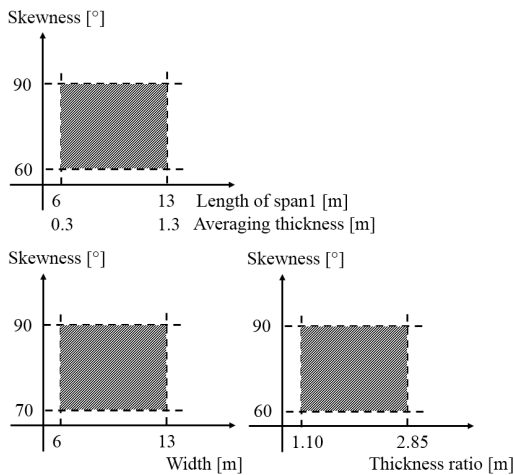 Skewness [°]
90
60
6 13 Length of span1 [m]
0.3 1.3 Averaging thickness [m]
Skewness [°]
90
70
6 13
Width [m]
Skewness [°]
90
60
1.10 2.85
Thickness ratio [m]